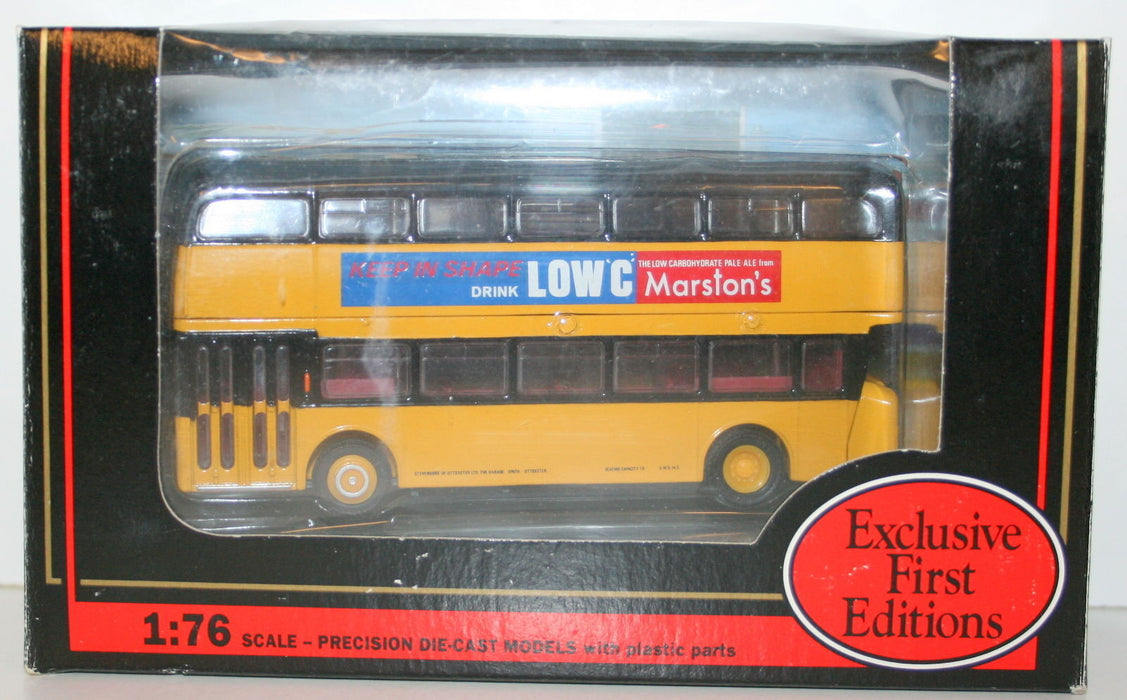 KEEP IN SHAPE
DRINK LOW 'C'
THE LOW CARBOHYDRATE PALE ALE from
Marston's
Exclusive
First
Editions
1:76 SCALE – PRECISION DIE-CAST MODELS with plastic parts